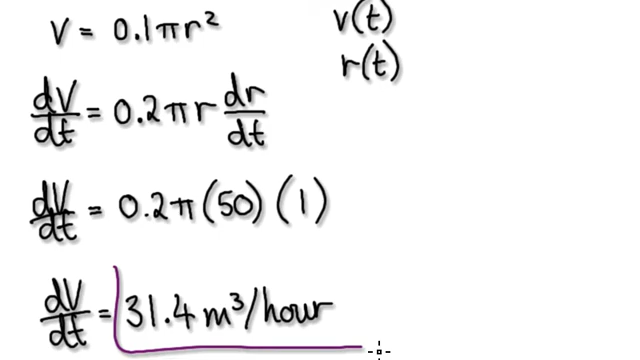 V = 0.1πr²
v(t)
r(t)
dV/dt = 0.2πr dr/dt
dV/dt = 0.2π(50)(1)
dV/dt = 31.4 m³/hour